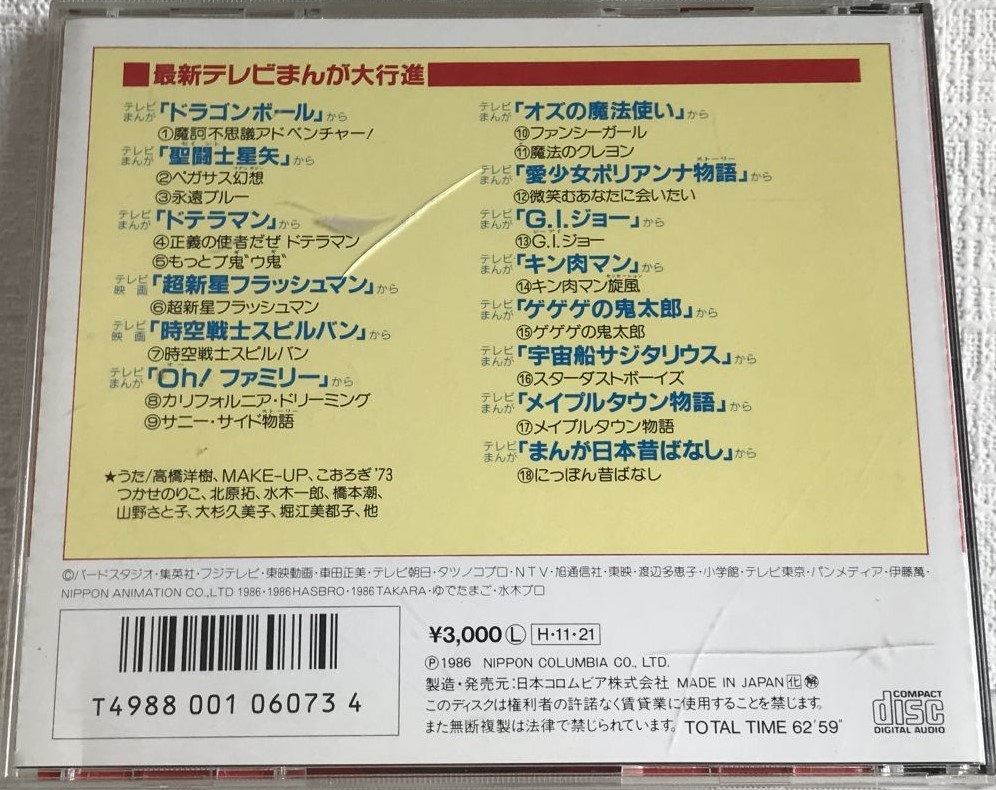 最新テレビまんが大行進
テレビまんが「ドラゴンボール」から
①魔訶不思議アドベンチャー!
テレビまんが「聖闘士星矢」から
②ペガサス幻想
③永遠ブルー
テレビまんが「ドテラマン」から
④正義の使者だぜ ドテラマン
⑤もっとブ鬼゛ウ鬼゛
テレビ映画「超新星フラッシュマン」から
⑥超新星フラッシュマン
テレビ映画「時空戦士スピルバン」から
⑦時空戦士スピルバン
テレビまんが「Oh! ファミリー」から
⑧カリフォルニア・ドリーミング
⑨サニー・サイド物語
★うた/高橋洋樹、MAKE-UP、こおろぎ'73
つかせのりこ、北原拓、水木一郎、橋本潮、
山野さと子、大杉久美子、堀江美都子、他
テレビまんが「オズの魔法使い」から
⑩ファンシーガール
⑪魔法のクレヨン
テレビまんが「愛少女ポリアンナ物語」から
⑫微笑むあなたに会いたい
テレビまんが「G.I.ジョー」から
⑬G.I.ジョー
テレビまんが「キン肉マン」から
⑭キン肉マン旋風
テレビまんが「ゲゲゲの鬼太郎」から
⑮ゲゲゲの鬼太郎
テレビまんが「宇宙船サジタリウス」から
⑯スターダストボーイズ
テレビまんが「メイプルタウン物語」から
⑰メイプルタウン物語
テレビまんが「まんが日本昔ばなし」から
⑱にっぽん昔ばなし
©バードスタジオ・集英社・フジテレビ・東映動画・車田正美・テレビ朝日・タツノコプロ・NTV・旭通信社・東映・渡辺多恵子・小学館・テレビ東京・パンメディア・伊藤萬・
NIPPON ANIMATION CO.,LTD 1986・1986 HASBRO・1986 TAKARA・ゆでたまご・水木プロ
T4988 001 06073 4
¥3,000 Ⓛ H・11・21
Ⓟ1986 NIPPON COLUMBIA CO., LTD.
製造・発売元:日本コロムビア株式会社 MADE IN JAPAN
このディスクは権利者の許諾なく賃貸業に使用することを禁じます。
また無断複製は法律で禁じられています。 TOTAL TIME 62'59"
COMPACT
disc
DIGITAL AUDIO